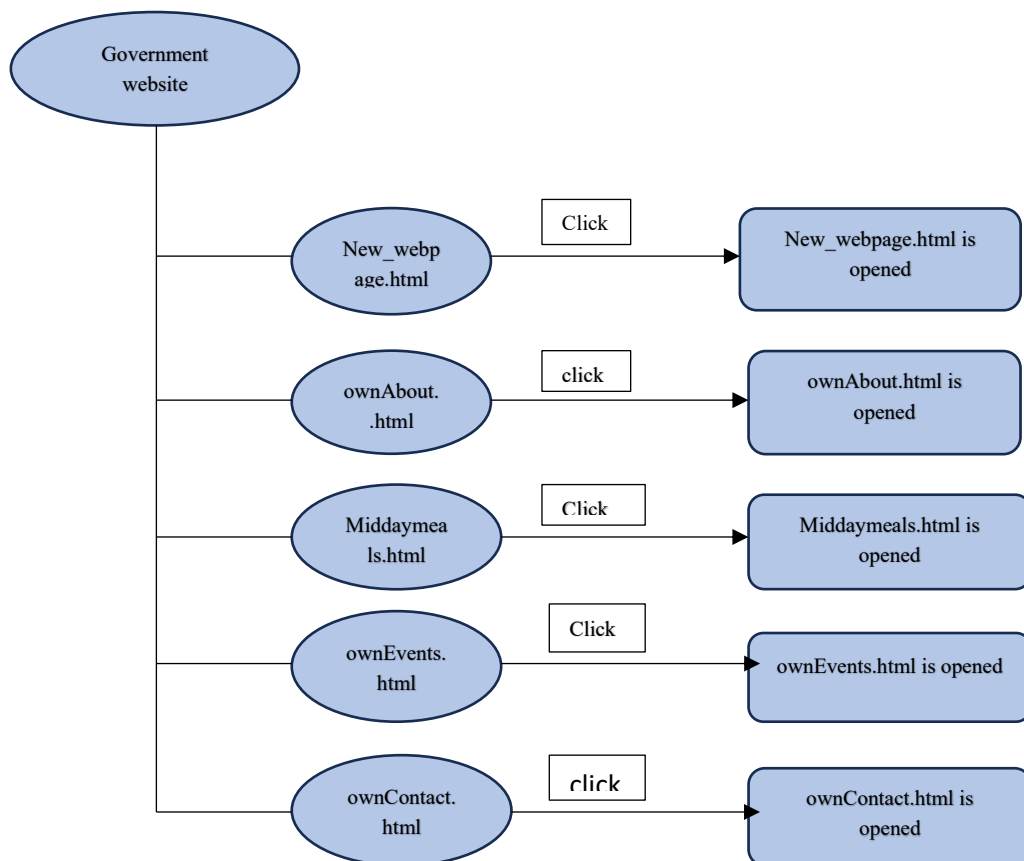 Government
website
New_webp
age.html
Click
New_webpage.html is
opened
ownAbout.
.html
click
ownAbout.html is
opened
Middaymea
ls.html
Click
Middaymeals.html is
opened
ownEvents.
html
Click
ownEvents.html is opened
ownContact.
html
click
ownContact.html is
opened